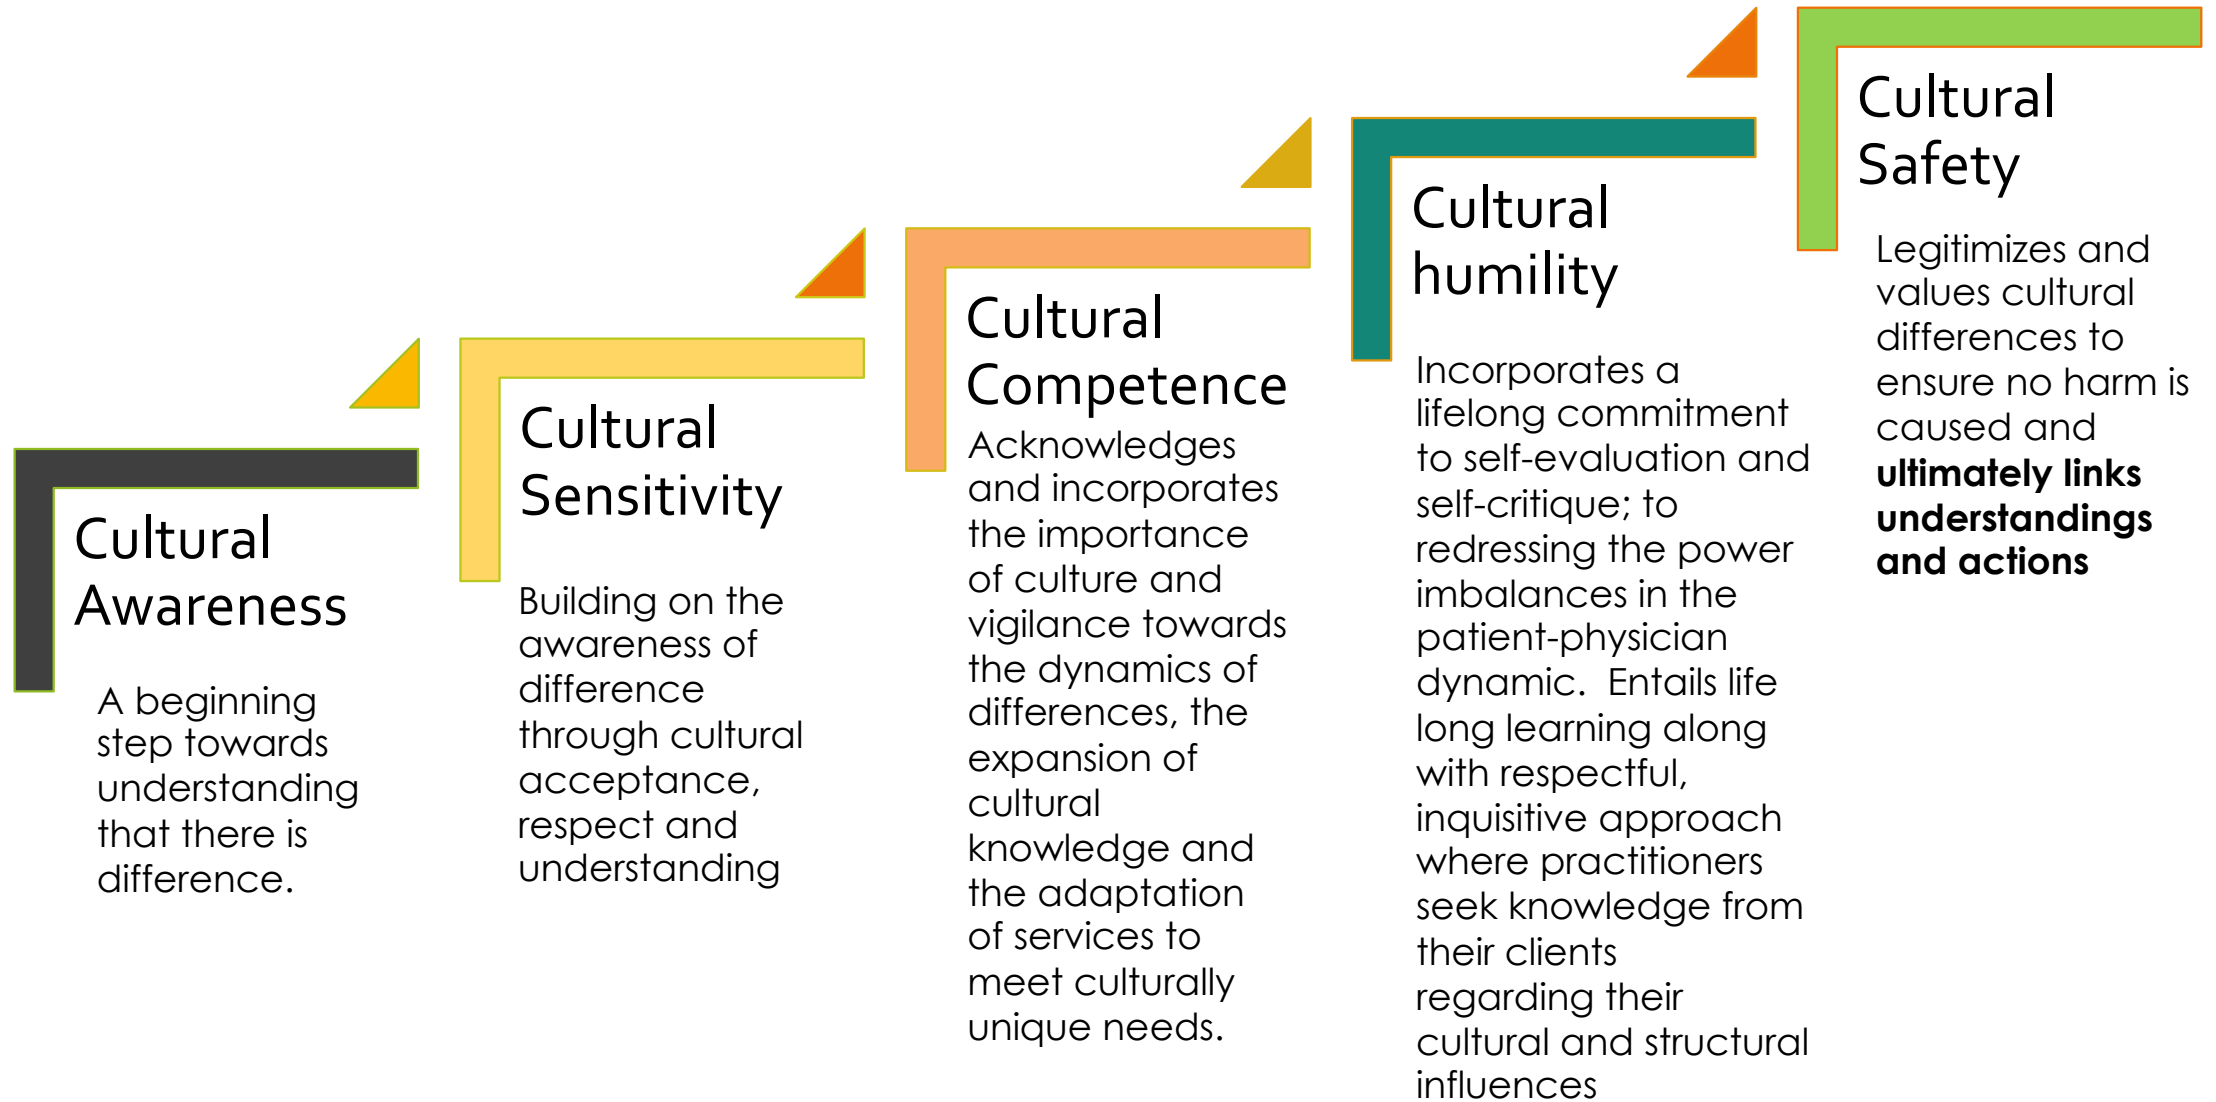 Cultural
Awareness
A beginning
step towards
understanding
that there is
difference.
Cultural
Sensitivity
Building on the
awareness of
difference
through cultural
acceptance,
respect and
understanding
Cultural
Competence
Acknowledges
and incorporates
the importance
of culture and
vigilance towards
the dynamics of
differences, the
expansion of
cultural
knowledge and
the adaptation
of services to
meet culturally
unique needs.
Cultural
humility
Incorporates a
lifelong commitment
to self-evaluation and
self-critique; to
redressing the power
imbalances in the
patient-physician
dynamic.  Entails life
long learning along
with respectful,
inquisitive approach
where practitioners
seek knowledge from
their clients
regarding their
cultural and structural
influences
Cultural
Safety
Legitimizes and
values cultural
differences to
ensure no harm is
caused and
ultimately links
understandings
and actions